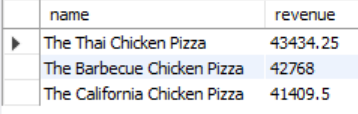 name revenue
The Thai Chicken Pizza 43434.25
The Barbecue Chicken Pizza 42768
The California Chicken Pizza 41409.5